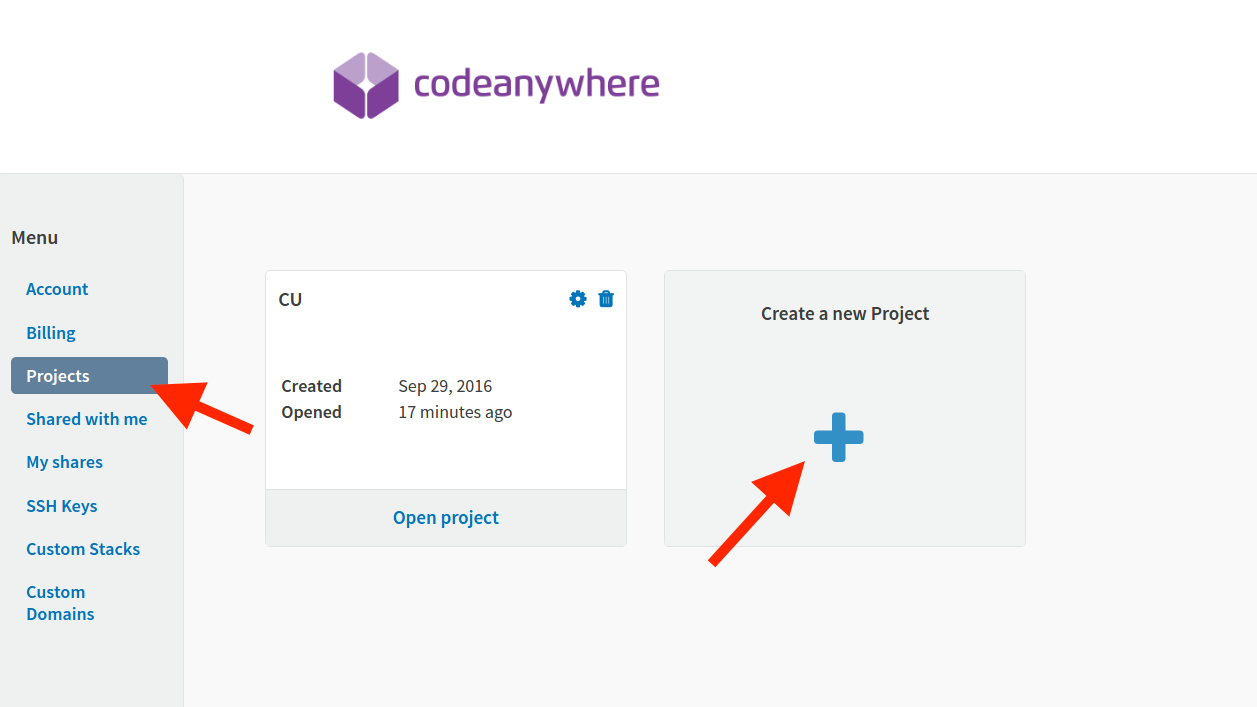 codeanywhere
Menu
Account
Billing
Projects
Shared with me
My shares
SSH Keys
Custom Stacks
Custom
Domains
CU
Created Sep 29, 2016
Opened 17 minutes ago
Open project
Create a new Project